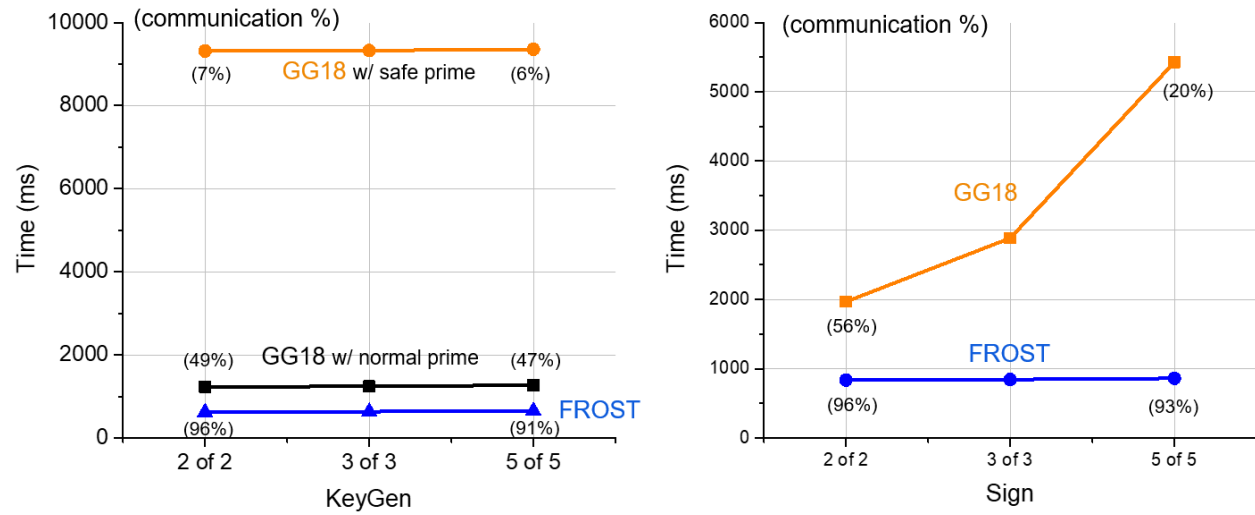 (communication %)
10000
8000
6000
4000
2000
0
Time (ms)
(7%)
GG18 w/ safe prime
(6%)
(49%)
GG18 w/ normal prime
(47%)
FROST
(96%)
(91%)
2 of 2
3 of 3
5 of 5
KeyGen
(communication %)
6000
5000
4000
3000
2000
1000
0
Time (ms)
(20%)
GG18
(56%)
FROST
(96%)
(93%)
2 of 2
3 of 3
5 of 5
Sign